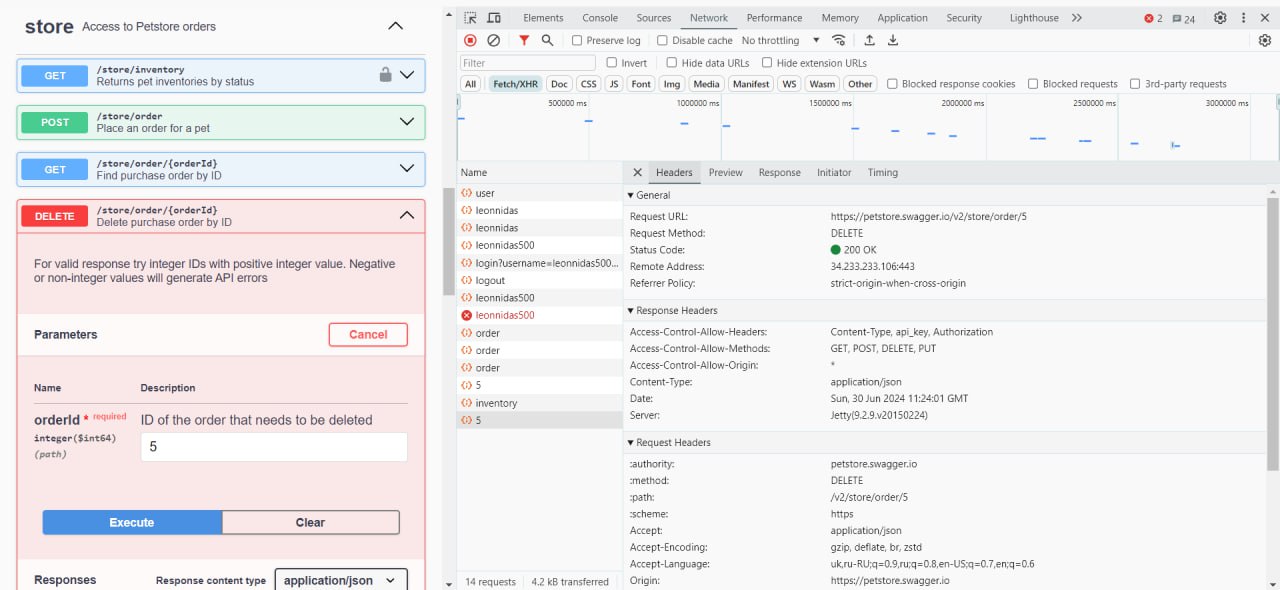 store Access to Petstore orders
GET /store/inventory
Returns pet inventories by status
POST /store/order
Place an order for a pet
GET /store/order/{orderId}
Find purchase order by ID
DELETE /store/order/{orderId}
Delete purchase order by ID
For valid response try integer IDs with positive integer value. Negative
or non-integer values will generate API errors
Parameters Cancel
Name Description
orderId * required ID of the order that needs to be deleted
integer($int64)
(path)
5
Execute Clear
Responses Response content type application/json
Elements Console Sources Network Performance Memory Application Security Lighthouse 2 24
Preserve log Disable cache No throttling
Filter Invert Hide data URLs Hide extension URLs
All Fetch/XHR Doc CSS JS Font Img Media Manifest WS Wasm Other Blocked response cookies Blocked requests 3rd-party requests
500000 ms 1000000 ms 1500000 ms 2000000 ms 2500000 ms 3000000 ms
Name
user
leonnidas
leonnidas
leonnidas500
login?username=leonnidas500...
logout
leonnidas500
leonnidas500
order
order
order
5
inventory
5
14 requests 4.2 kB transferred
Headers Preview Response Initiator Timing
General
Request URL: https://petstore.swagger.io/v2/store/order/5
Request Method: DELETE
Status Code: 200 OK
Remote Address: 34.233.233.106:443
Referrer Policy: strict-origin-when-cross-origin
Response Headers
Access-Control-Allow-Headers: Content-Type, api_key, Authorization
Access-Control-Allow-Methods: GET, POST, DELETE, PUT
Access-Control-Allow-Origin: *
Content-Type: application/json
Date: Sun, 30 Jun 2024 11:24:01 GMT
Server: Jetty(9.2.9.v20150224)
Request Headers
:authority: petstore.swagger.io
:method: DELETE
:path: /v2/store/order/5
:scheme: https
Accept: application/json
Accept-Encoding: gzip, deflate, br, zstd
Accept-Language: uk,ru-RU;q=0.9,ru;q=0.8,en-US;q=0.7,en;q=0.6
Origin: https://petstore.swagger.io